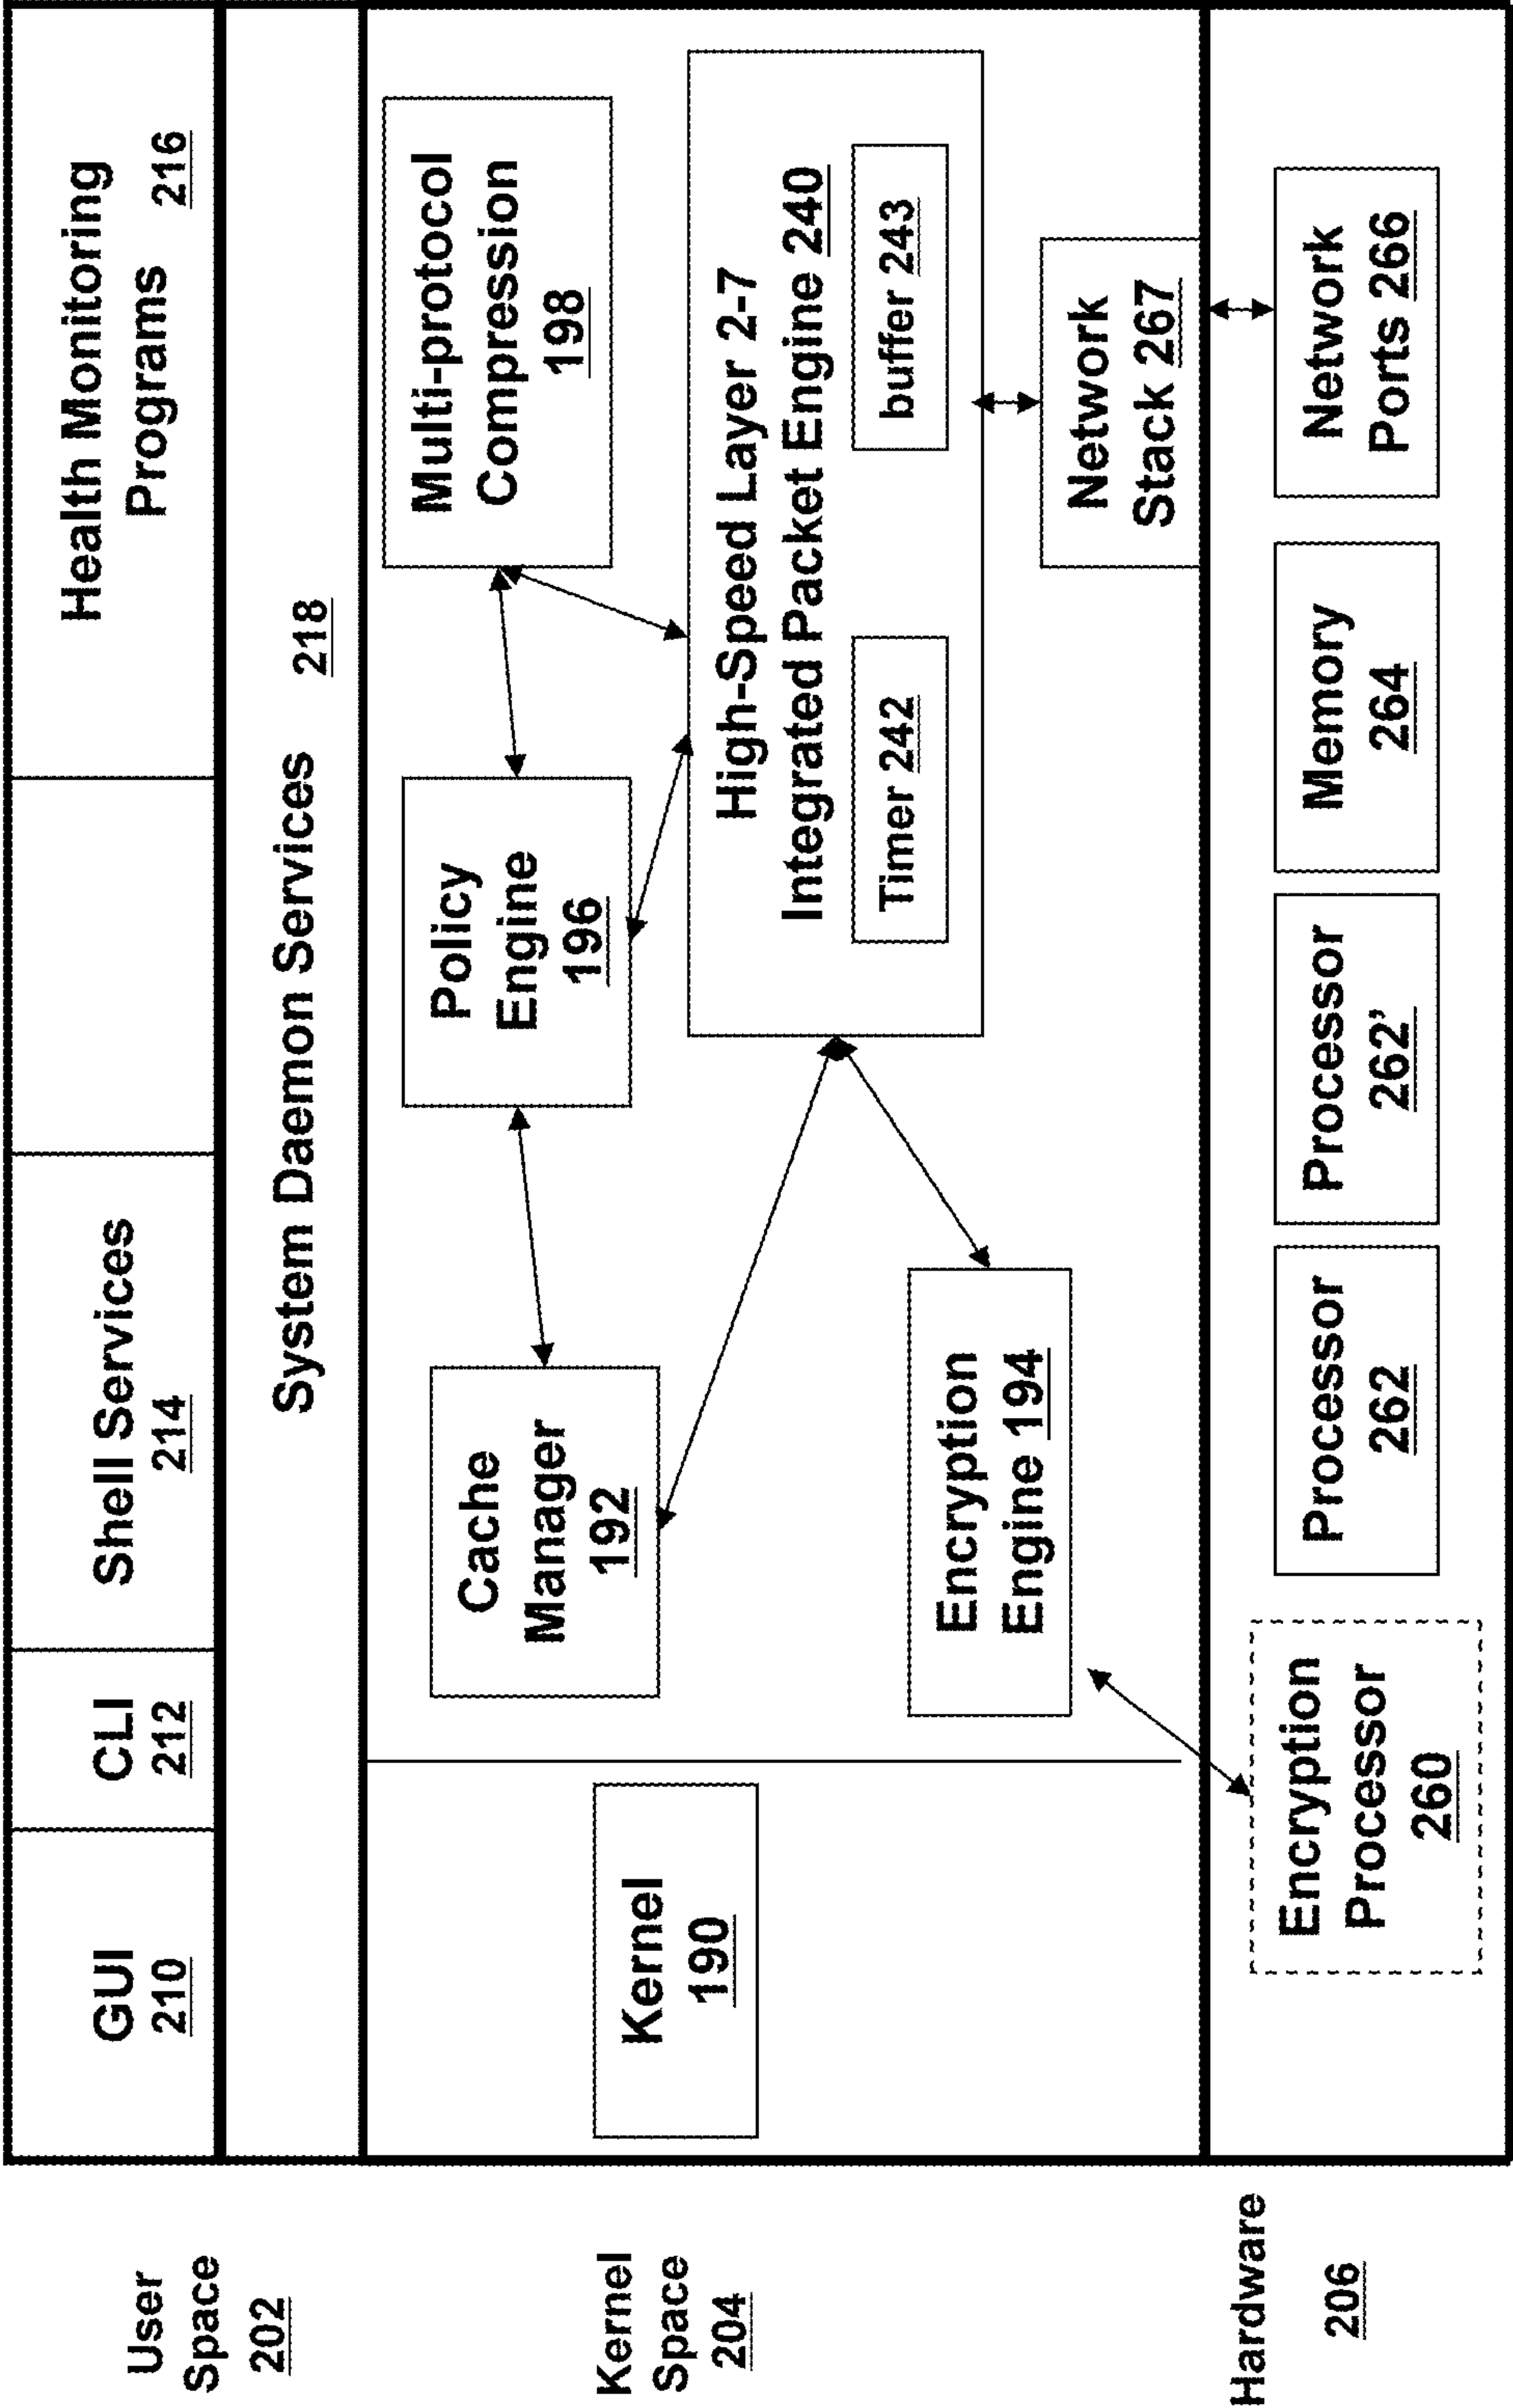 User
Space
202
GUI
210
CLI
212
Shell Services
214
Health Monitoring
Programs 216
System Daemon Services 218
Kernel
Space
204
Kernel
190
Cache
Manager
192
Policy
Engine
196
Multi-protocol
Compression
198
High-Speed Layer 2-7
Integrated Packet Engine 240
Timer 242
buffer 243
Encryption
Engine 194
Network
Stack 267
Hardware
206
Encryption
Processor
260
Processor
262
Processor
262’
Memory
264
Network
Ports 266